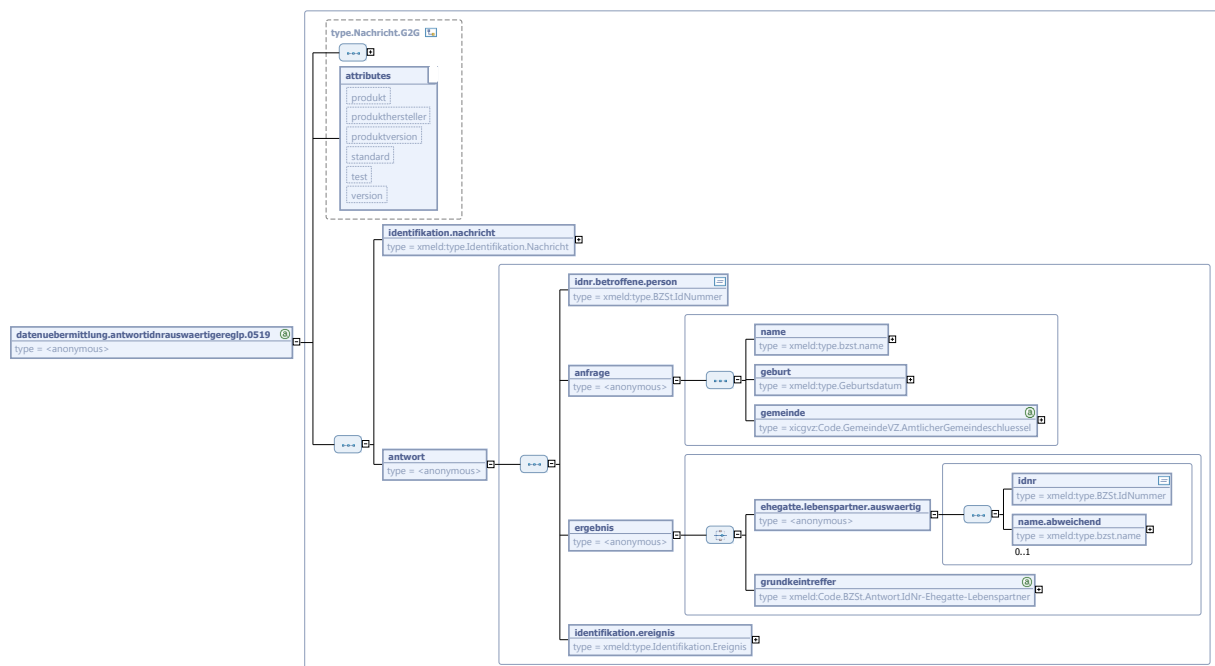 type.Nachricht.G2G
attributes
produkt
produkthersteller
produktversion
standard
test
version
identifikation.nachricht
type = xmeld:type.Identifikation.Nachricht
idnr.betroffene.person
type = xmeld:type.BZSt.IdNummer
datenuebermittlung.antwortidnrauswaertigereglp.0519
type = <anonymous>
name
type = xmeld:type.bzst.name
anfrage
type = <anonymous>
geburt
type = xmeld:type.Geburtsdatum
gemeinde
type = xicgvz:Code.GemeindeVZ.AmtlicherGemeindeschluessel
antwort
type = <anonymous>
ergebnis
type = <anonymous>
ehegatte.lebenspartner.auswaertig
type = <anonymous>
idnr
type = xmeld:type.BZSt.IdNummer
name.abweichend
type = xmeld:type.bzst.name
0..1
grundkeintreffer
type = xmeld:Code.BZSt.Antwort.IdNr-Ehegatte-Lebenspartner
identifikation.ereignis
type = xmeld:type.Identifikation.Ereignis